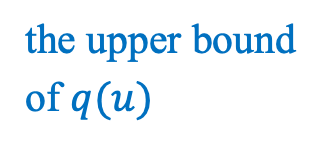 the upper bound
of q(u)